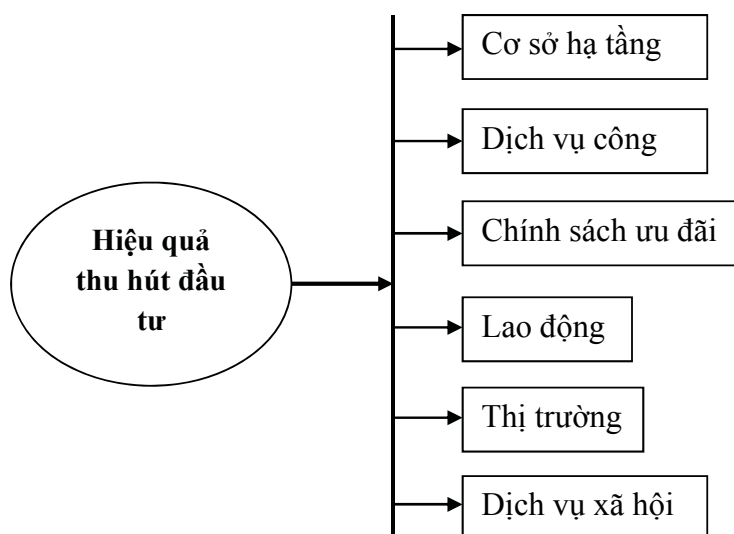 Cơ sở hạ tầng
Dịch vụ công
Chính sách ưu đãi
Hiệu quả
thu hút đầu
tư
Lao động
Thị trường
Dịch vụ xã hội